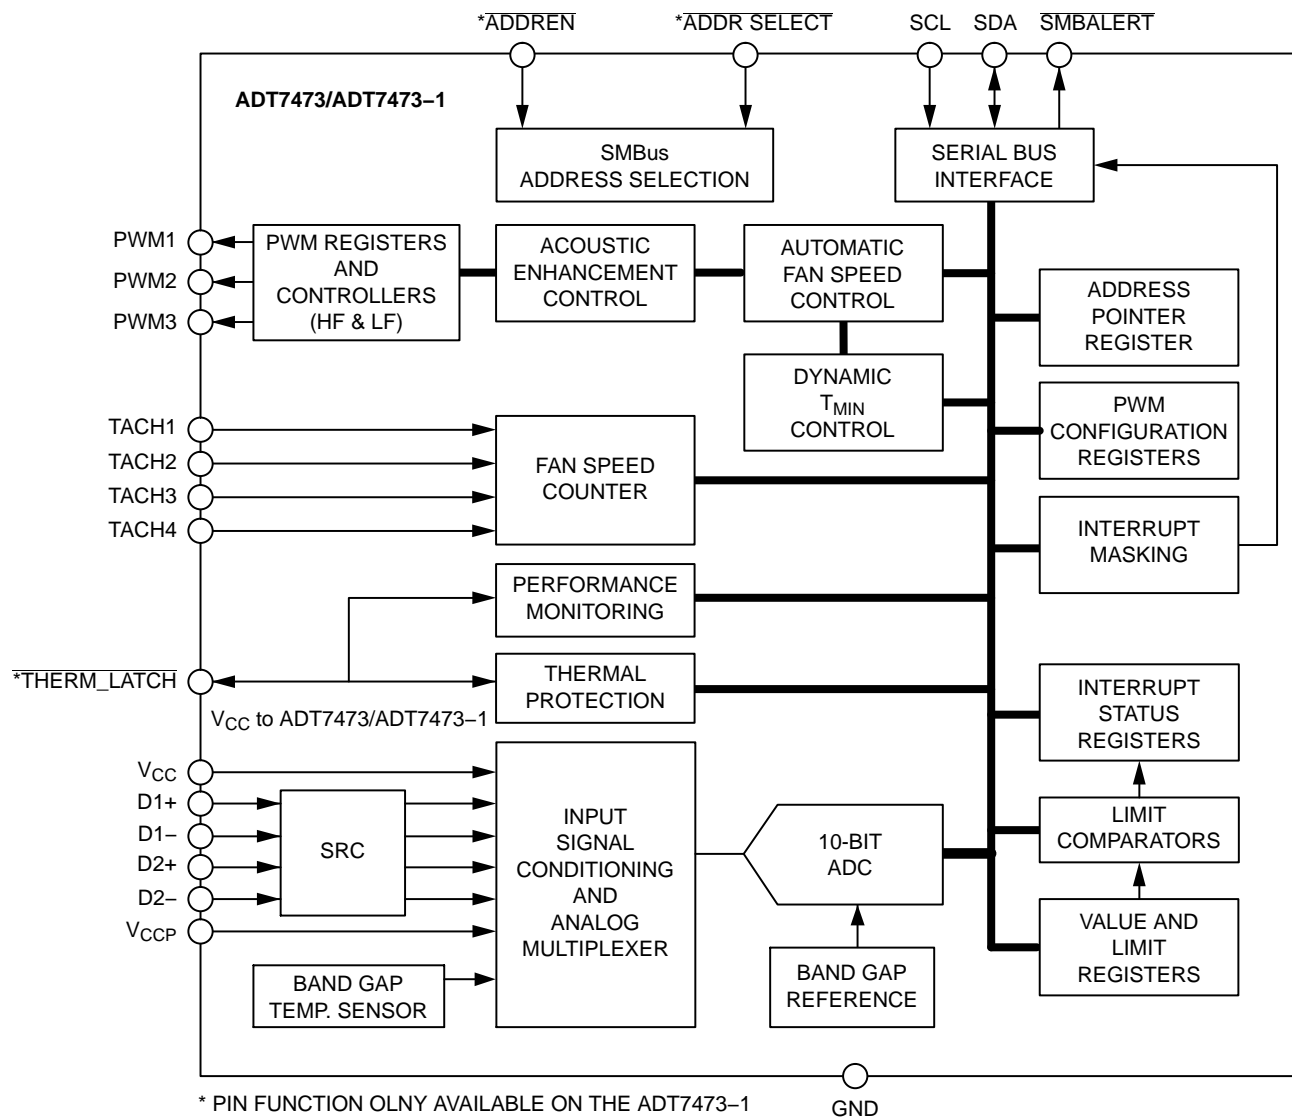 *ADDREN
*ADDR SELECT
SCL
SDA
SMBALERT
ADT7473/ADT7473–1
SMBus
ADDRESS SELECTION
SERIAL BUS
INTERFACE
PWM1
PWM2
PWM3
PWM REGISTERS
AND
CONTROLLERS
(HF & LF)
ACOUSTIC
ENHANCEMENT
CONTROL
AUTOMATIC
FAN SPEED
CONTROL
ADDRESS
POINTER
REGISTER
DYNAMIC
TMIN
CONTROL
PWM
CONFIGURATION
REGISTERS
TACH1
TACH2
TACH3
TACH4
FAN SPEED
COUNTER
INTERRUPT
MASKING
PERFORMANCE
MONITORING
*THERM_LATCH
THERMAL
PROTECTION
INTERRUPT
STATUS
REGISTERS
VCC to ADT7473/ADT7473–1
VCC
D1+
D1–
D2+
D2–
VCCP
SRC
INPUT
SIGNAL
CONDITIONING
AND
ANALOG
MULTIPLEXER
10-BIT
ADC
LIMIT
COMPARATORS
VALUE AND
LIMIT
REGISTERS
BAND GAP
TEMP. SENSOR
BAND GAP
REFERENCE
* PIN FUNCTION OLNY AVAILABLE ON THE ADT7473–1
GND